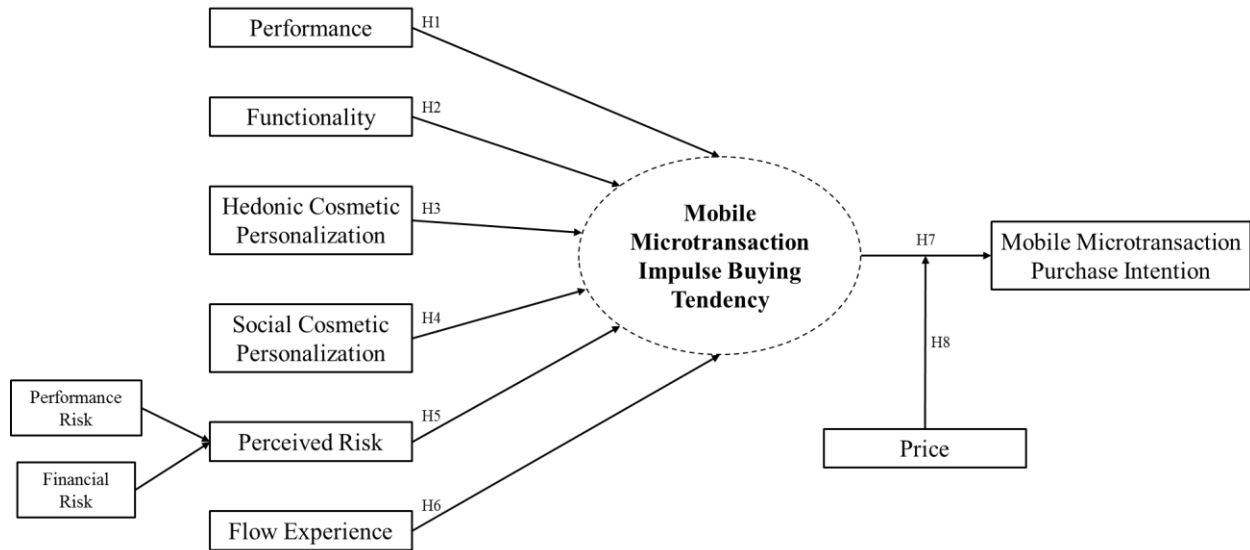 Performance
H1
Functionality
H2
Hedonic Cosmetic
Personalization
H3
Social Cosmetic
Personalization
H4
Performance
Risk
Financial
Risk
Perceived Risk
H5
Flow Experience
H6
Mobile
Microtransaction
Impulse Buying
Tendency
H7
Mobile Microtransaction
Purchase Intention
H8
Price